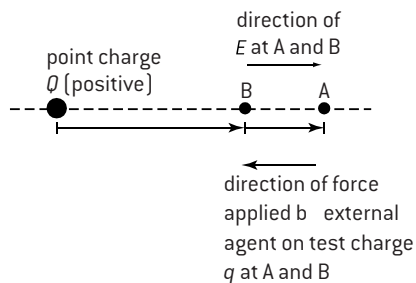 direction of
E at A and B
point charge
Q (positive)
B
A
direction of force
applied b external
agent on test charge
q at A and B